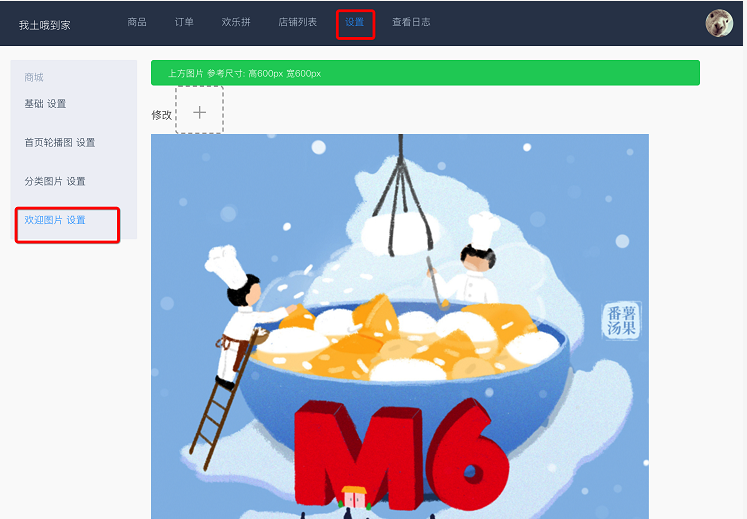 我土哦到家
商品 订单 欢乐拼 店铺列表 设置 查看日志
商城
基础 设置
首页轮播图 设置
分类图片 设置
欢迎图片 设置
上方图片 参考尺寸: 高600px 宽600px
修改
番薯
汤果
M6